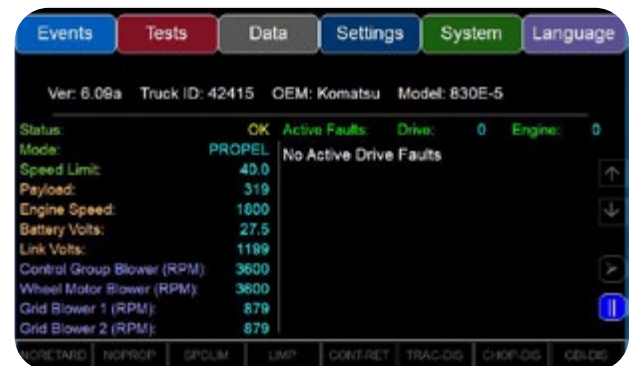 Events Tests Data Settings System Language
Ver: 6.09a Truck ID: 42415 OEM: Komatsu Model: 830E-5
Status: OK Active Faults: Drive: 0 Engine: 0
Mode: PROPEL No Active Drive Faults
Speed Limit: 40.0
Payload: 319
Engine Speed: 1800
Battery Volts: 27.5
Link Volts: 1199
Control Group Blower (RPM): 3600
Wheel Motor Blower (RPM): 3600
Grid Blower 1 (RPM): 879
Grid Blower 2 (RPM): 879
NORETARD NOPROP SPDLIM LIMP CONT-RET TRAC-DIS CHOP-DIS CBI-DIS